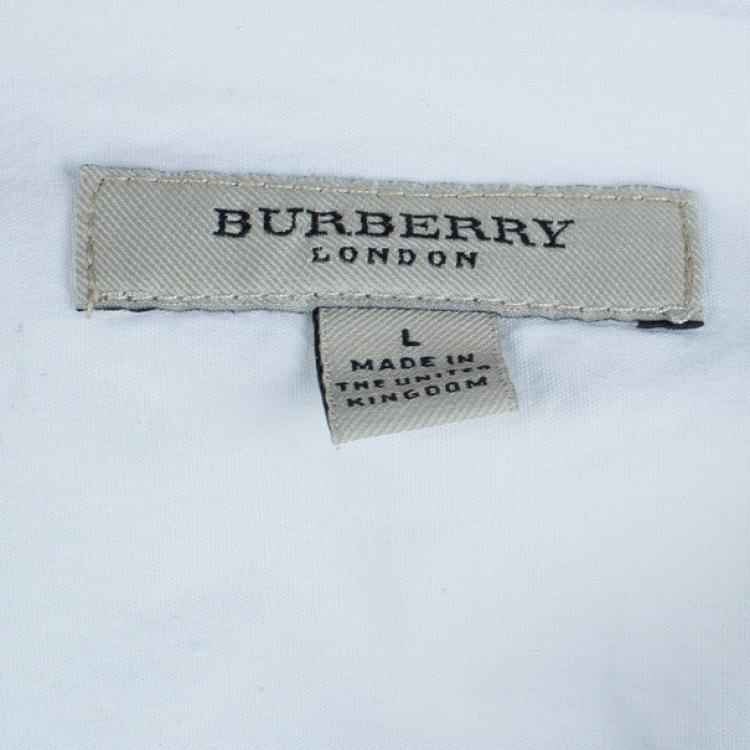 BURBERRY
LONDON
L
MADE IN
THE UNITED
KINGDOM